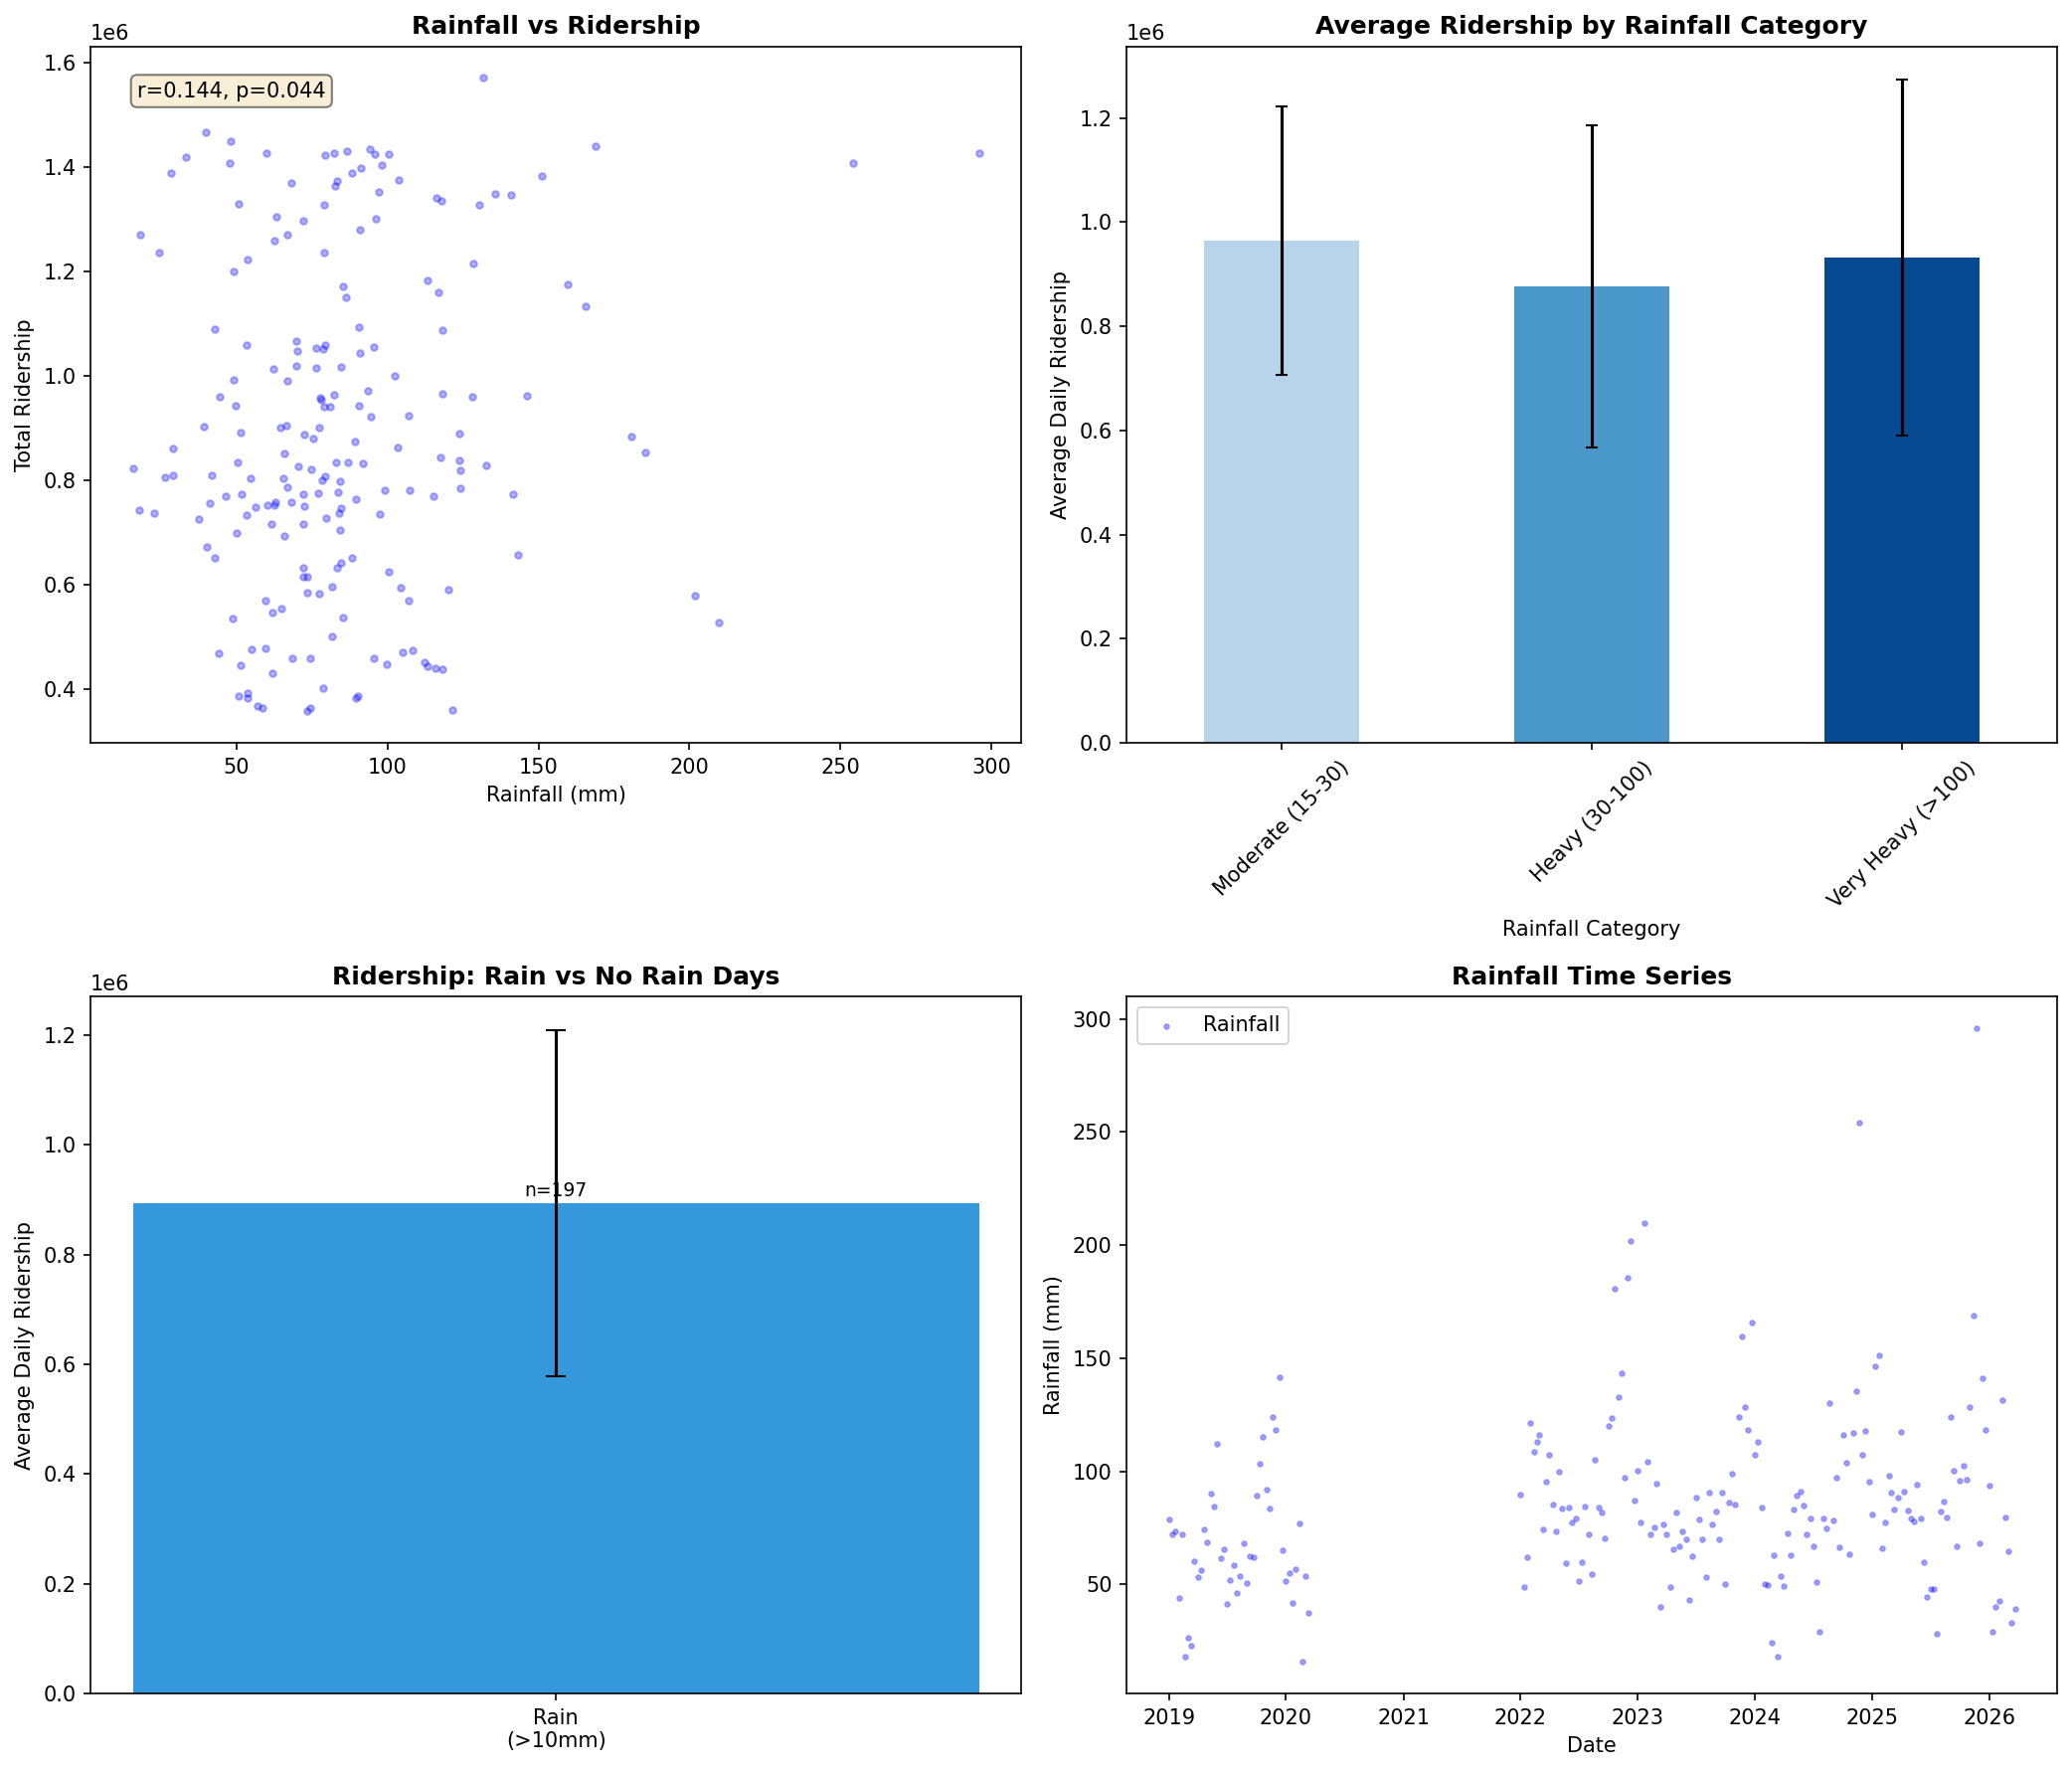 Rainfall vs Ridership
1e6
1.6
1.4
1.2
1.0
0.8
0.6
0.4
Total Ridership
r=0.144, p=0.044
50 100 150 200 250 300
Rainfall (mm)
Average Ridership by Rainfall Category
1e6
1.2
1.0
0.8
0.6
0.4
0.2
0.0
Average Daily Ridership
Moderate (15-30)
Heavy (30-100)
Very Heavy (>100)
Rainfall Category
Ridership: Rain vs No Rain Days
1e6
1.2
1.0
0.8
0.6
0.4
0.2
0.0
Average Daily Ridership
n=197
Rain
(>10mm)
Rainfall Time Series
300
250
200
150
100
50
Rainfall (mm)
Rainfall
2019 2020 2021 2022 2023 2024 2025 2026
Date